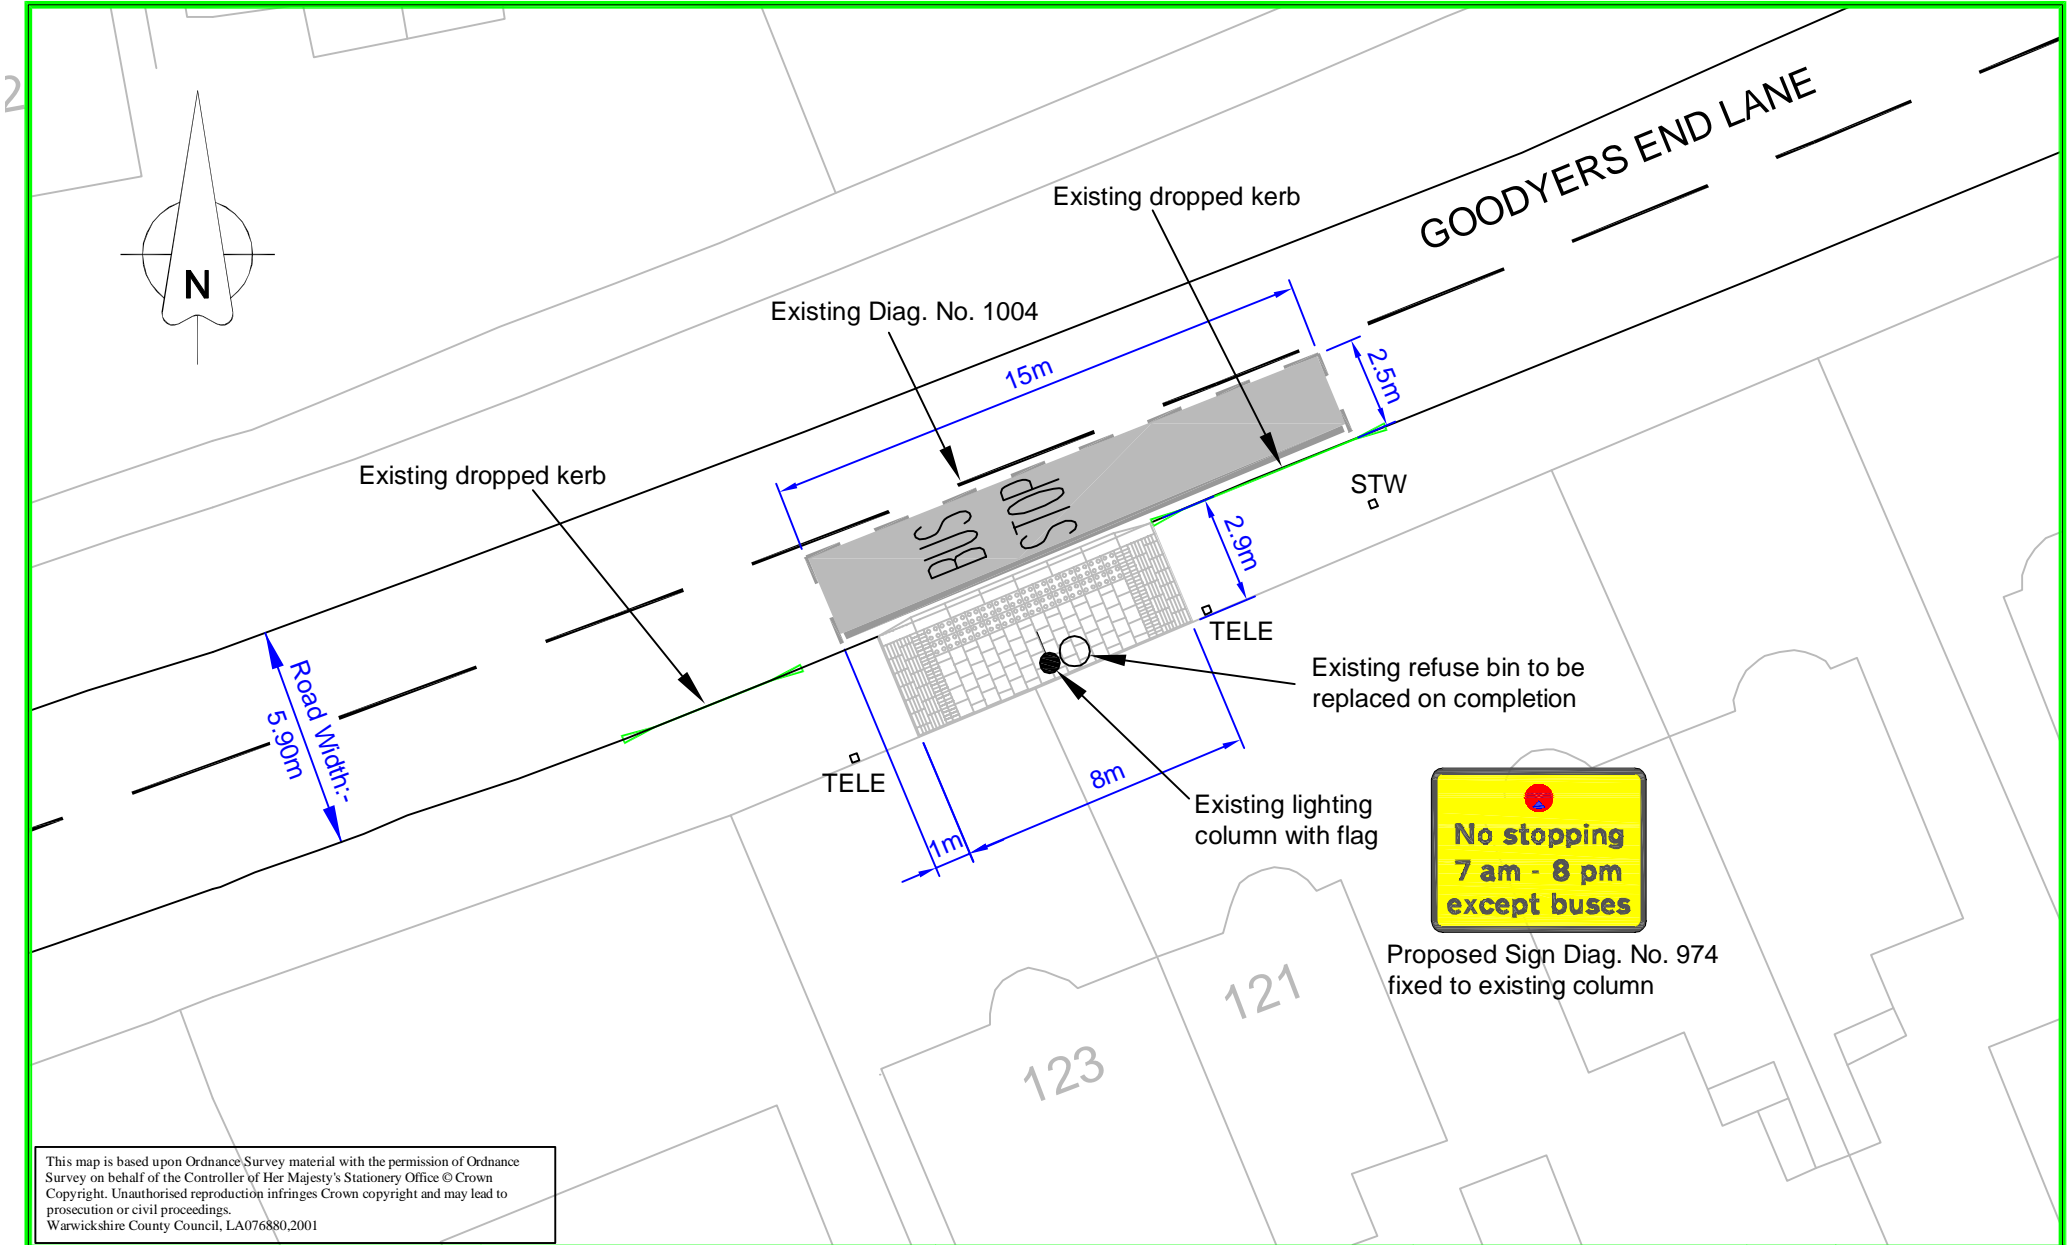 2
N
GOODYERS END LANE
Existing dropped kerb
Existing Diag. No. 1004
15m
2.5m
Existing dropped kerb
BUS
STOP
STW
2.9m
TELE
Road Width:-
5.90m
Existing refuse bin to be
replaced on completion
TELE
8m
1m
Existing lighting
column with flag
No stopping
7 am - 8 pm
except buses
Proposed Sign Diag. No. 974
fixed to existing column
121
123
This map is based upon Ordnance Survey material with the permission of Ordnance
Survey on behalf of the Controller of Her Majesty's Stationery Office © Crown
Copyright. Unauthorised reproduction infringes Crown copyright and may lead to
prosecution or civil proceedings.
Warwickshire County Council, LA076880,2001